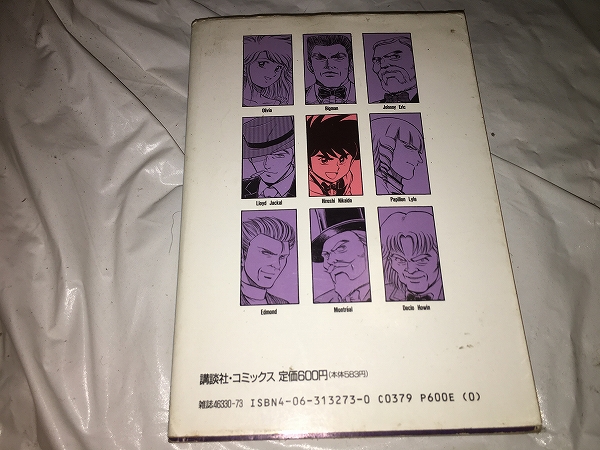 Olivia Bigman Johnny Eric
Lloyd Jackal Hiroshi Nikaido Papillon Lyla
Edmond Montreal Decio Howin
講談社・コミックス 定価600円(本体583円)
雑誌46330-73 ISBN4-06-313273-0 C0379 P600E (0)